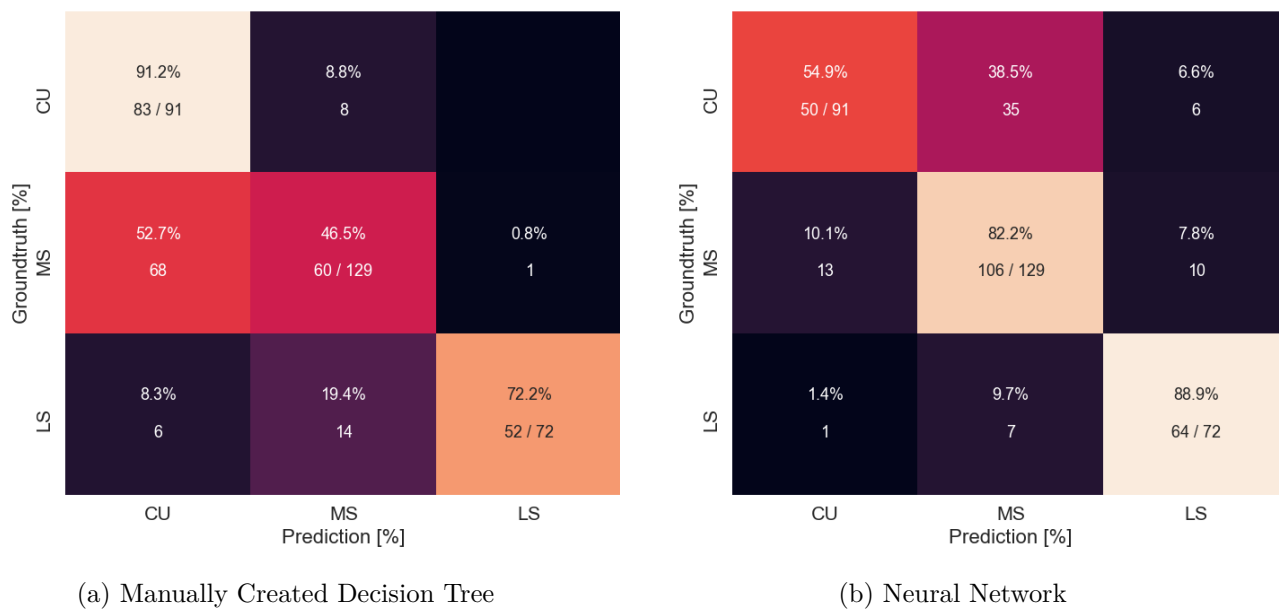 91.2%
8.8%
83 / 91
8
CU
52.7%
46.5%
0.8%
68
60 / 129
1
MS
Groundtruth [%]
8.3%
19.4%
72.2%
6
14
52 / 72
LS
CU
MS
LS
Prediction [%]
(a) Manually Created Decision Tree
54.9%
38.5%
6.6%
50 / 91
35
6
CU
10.1%
82.2%
7.8%
13
106 / 129
10
MS
Groundtruth [%]
1.4%
9.7%
88.9%
1
7
64 / 72
LS
CU
MS
LS
Prediction [%]
(b) Neural Network